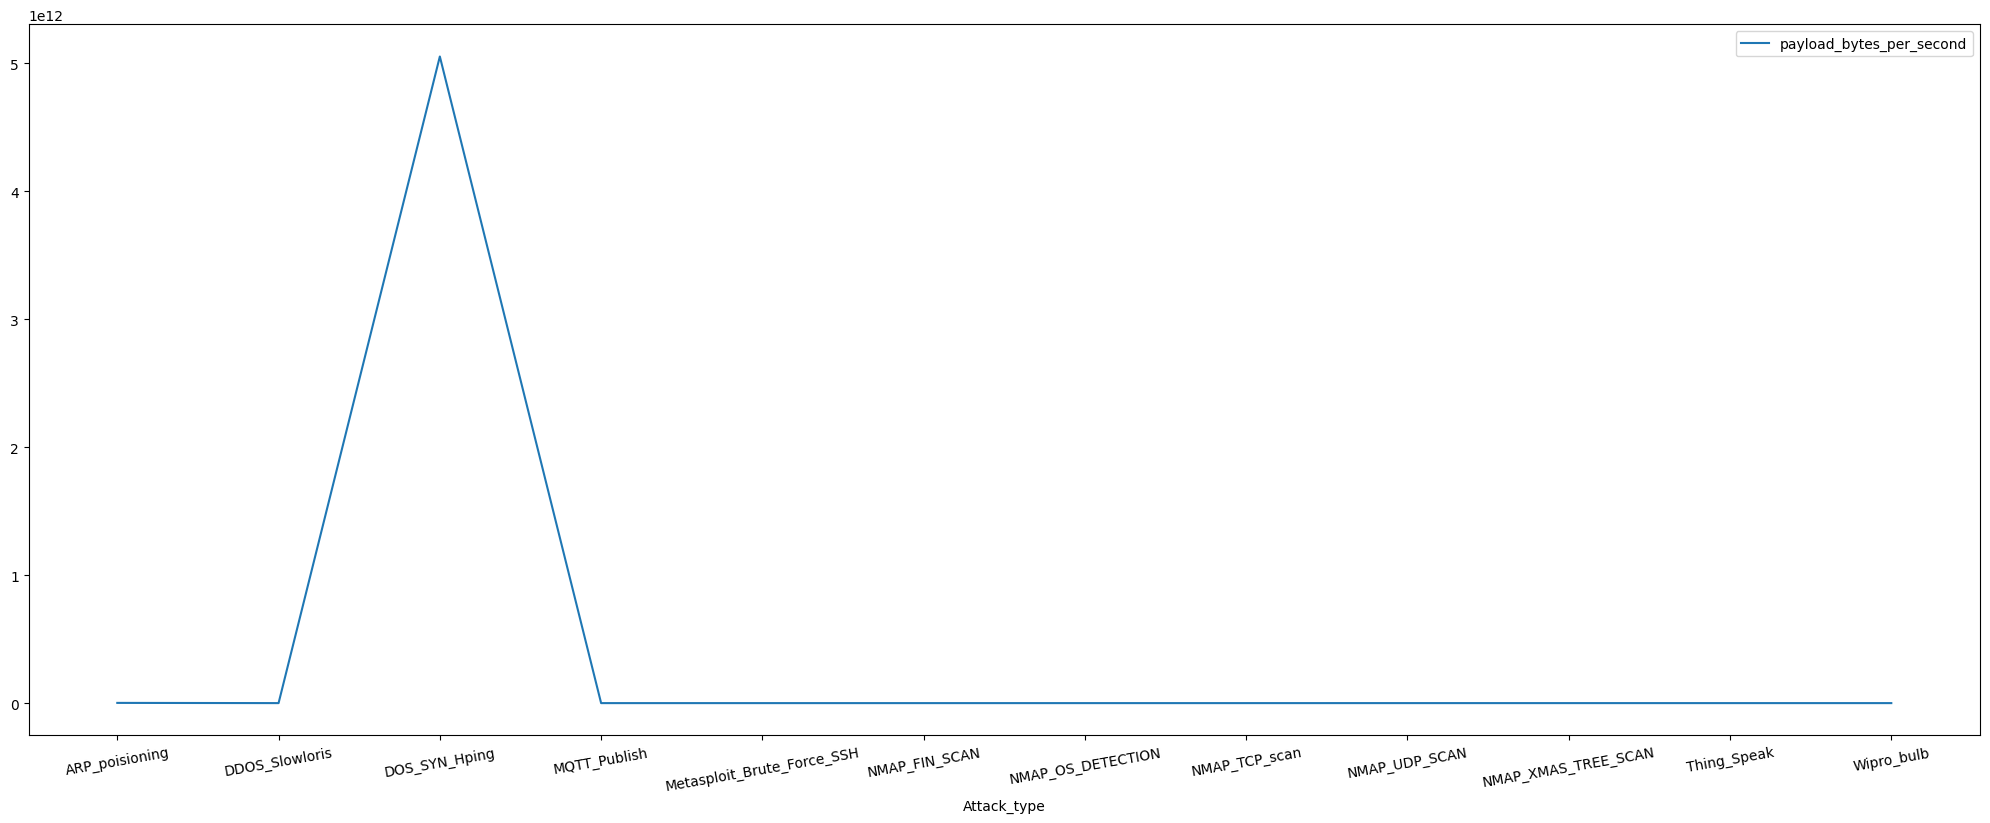 1e12
payload_bytes_per_second
5
4
3
2
1
0
ARP_poisioning
DDOS_Slowloris
DOS_SYN_Hping
MQTT_Publish
Metasploit_Brute_Force_SSH
NMAP_FIN_SCAN
NMAP_OS_DETECTION
NMAP_TCP_scan
NMAP_UDP_SCAN
NMAP_XMAS_TREE_SCAN
Thing_Speak
Wipro_bulb
Attack_type